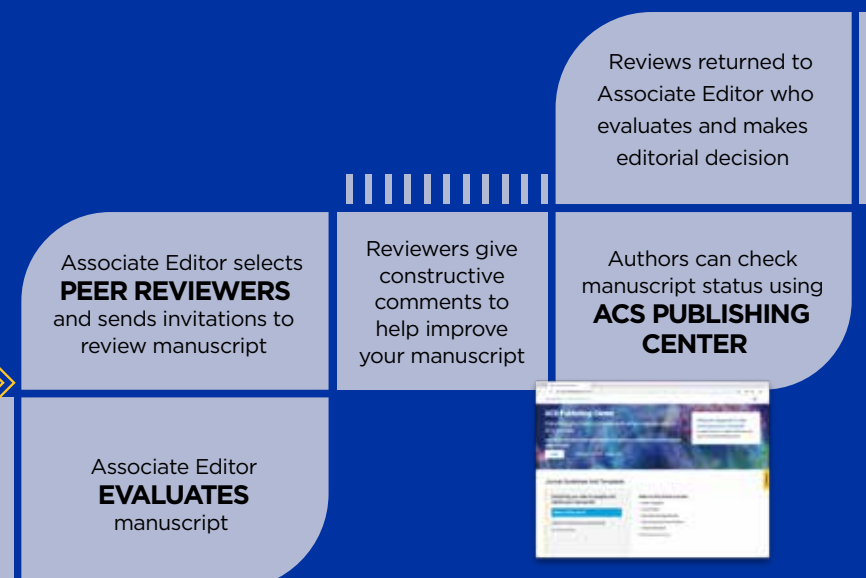 Reviews returned to
Associate Editor who
evaluates and makes
editorial decision
Associate Editor selects
PEER REVIEWERS
and sends invitations to
review manuscript
Reviewers give
constructive
comments to
help improve
your manuscript
Authors can check
manuscript status using
ACS PUBLISHING
CENTER
Associate Editor
EVALUATES
manuscript
ACS Publishing Center